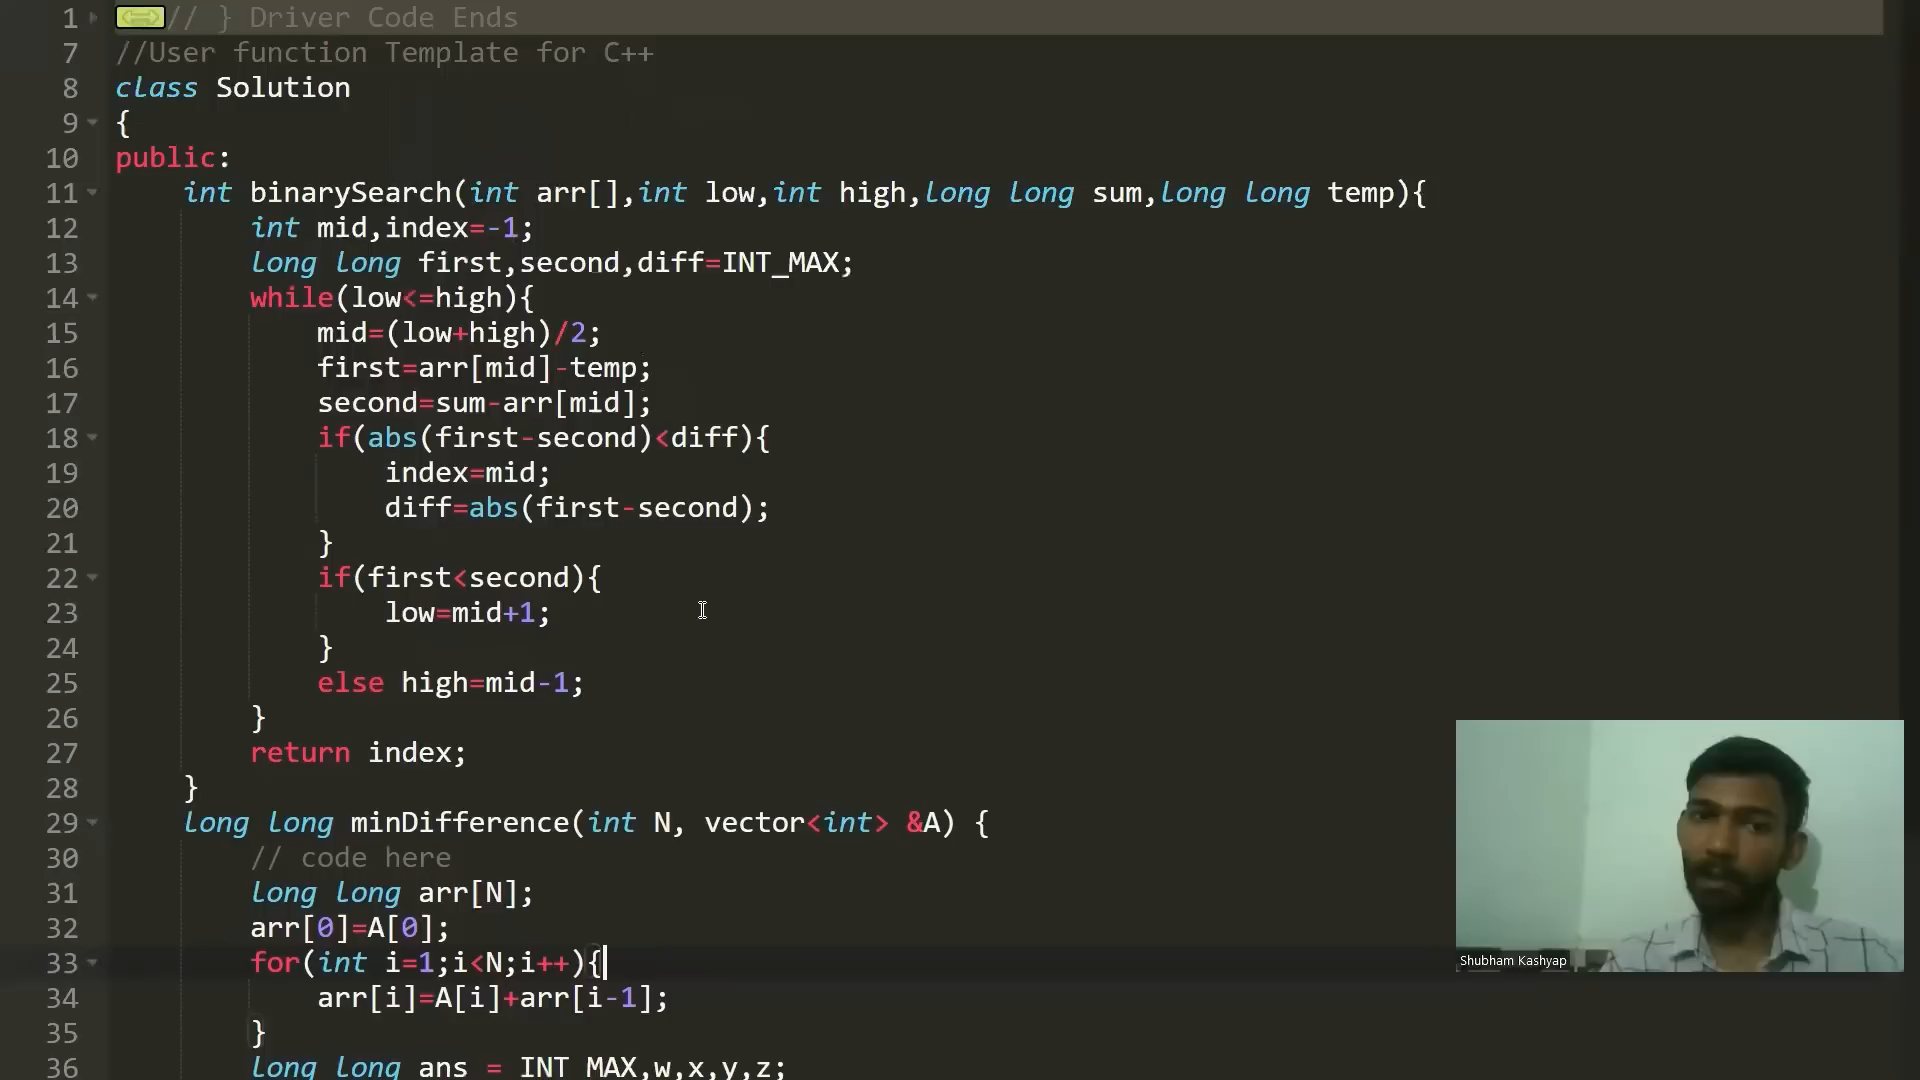 1 // } Driver Code Ends
7 //User function Template for C++
8 class Solution
9 {
10 public:
11 int binarySearch(int arr[],int low,int high,long long sum,long long temp){
12 int mid,index=-1;
13 long long first,second,diff=INT_MAX;
14 while(low<=high){
15 mid=(low+high)/2;
16 first=arr[mid]-temp;
17 second=sum-arr[mid];
18 if(abs(first-second)<diff){
19 index=mid;
20 diff=abs(first-second);
21 }
22 if(first<second){
23 low=mid+1;
24 }
25 else high=mid-1;
26 }
27 return index;
28 }
29 long long minDifference(int N, vector<int> &A) {
30 // code here
31 long long arr[N];
32 arr[0]=A[0];
33 for(int i=1;i<N;i++){
34 arr[i]=A[i]+arr[i-1];
35 }
36 long long ans = INT_MAX,w,x,y,z;
Shubham Kashyap